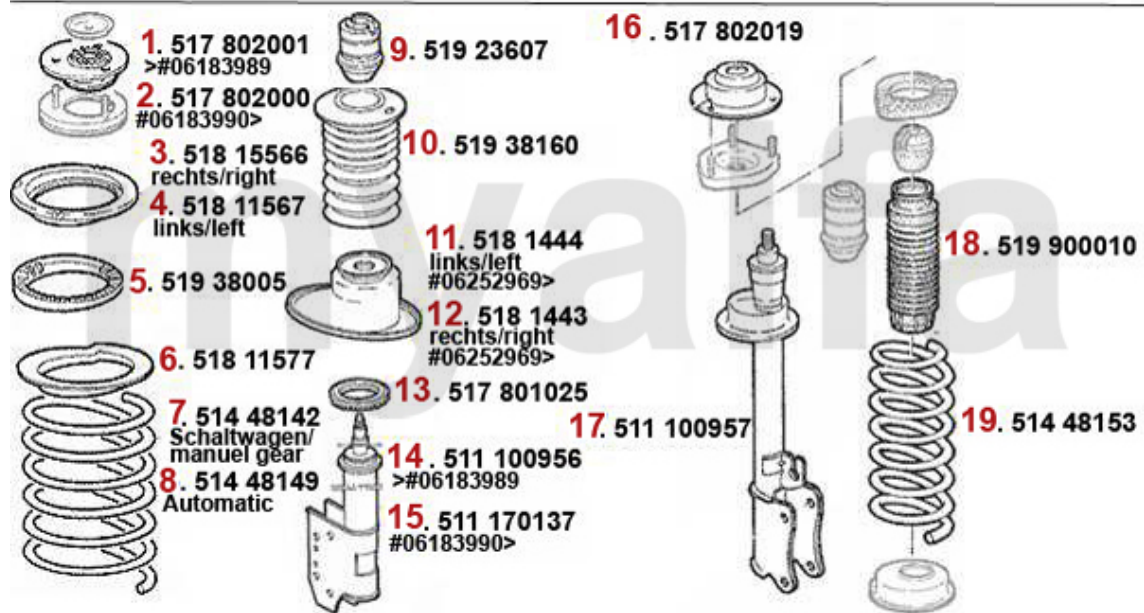 1. 517 802001
>#06183989
2. 517 802000
#06183990>
3. 518 15566
rechts/right
4. 518 11567
links/left
5. 519 38005
6. 518 11577
7. 514 48142
Schaltwagen/
manuel gear
8. 514 48149
Automatic
9. 519 23607
10. 519 38160
11. 518 1444
links/left
#06252969>
12. 518 1443
rechts/right
#06252969>
13. 517 801025
14. 511 100956
>#06183989
15. 511 170137
#06183990>
16. 517 802019
17. 511 100957
18. 519 900010
19. 514 48153
myalfa